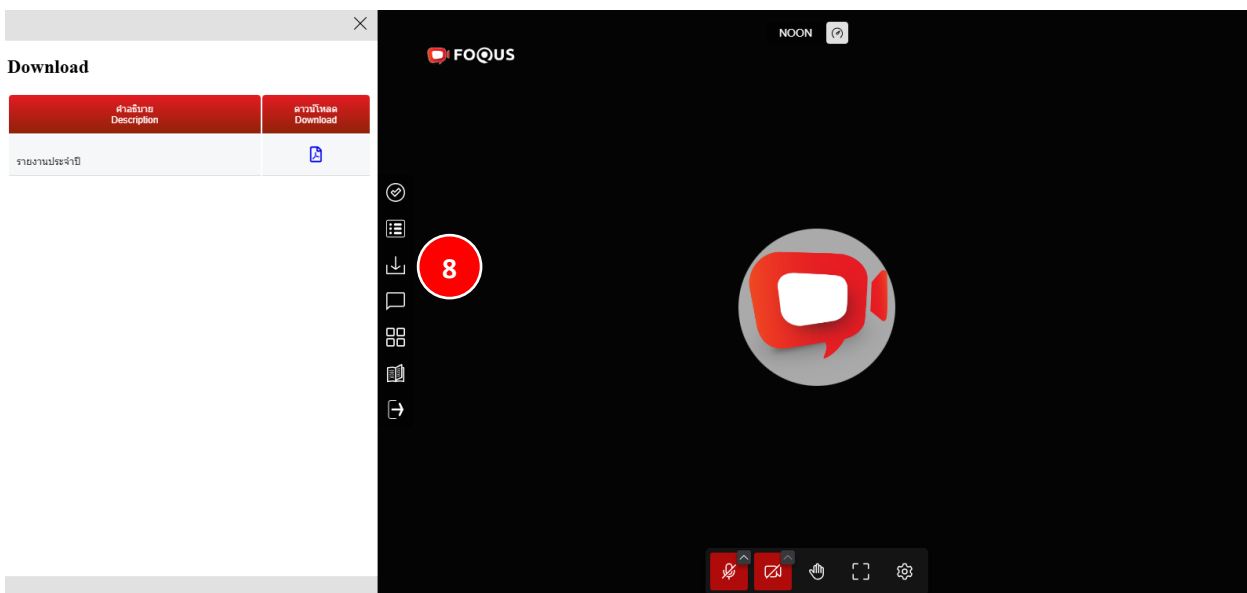 Download
คำอธิบาย
Description
ดาวน์โหลด
Download
รายงานประจำปี
FOQUS
NOON
8